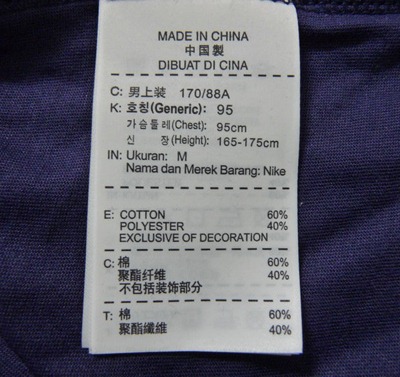 MADE IN CHINA
中国製
DIBUAT DI CINA
C: 男上裝 170/88A
K: 호칭(Generic): 95
가슴둘레(Chest): 95cm
신 장(Height): 165-175cm
IN: Ukuran: M
Nama dan Merek Barang: Nike
E: COTTON 60%
POLYESTER 40%
EXCLUSIVE OF DECORATION
C: 棉 60%
聚酯纤维 40%
不包括装饰部分
T: 棉 60%
聚酯纖維 40%